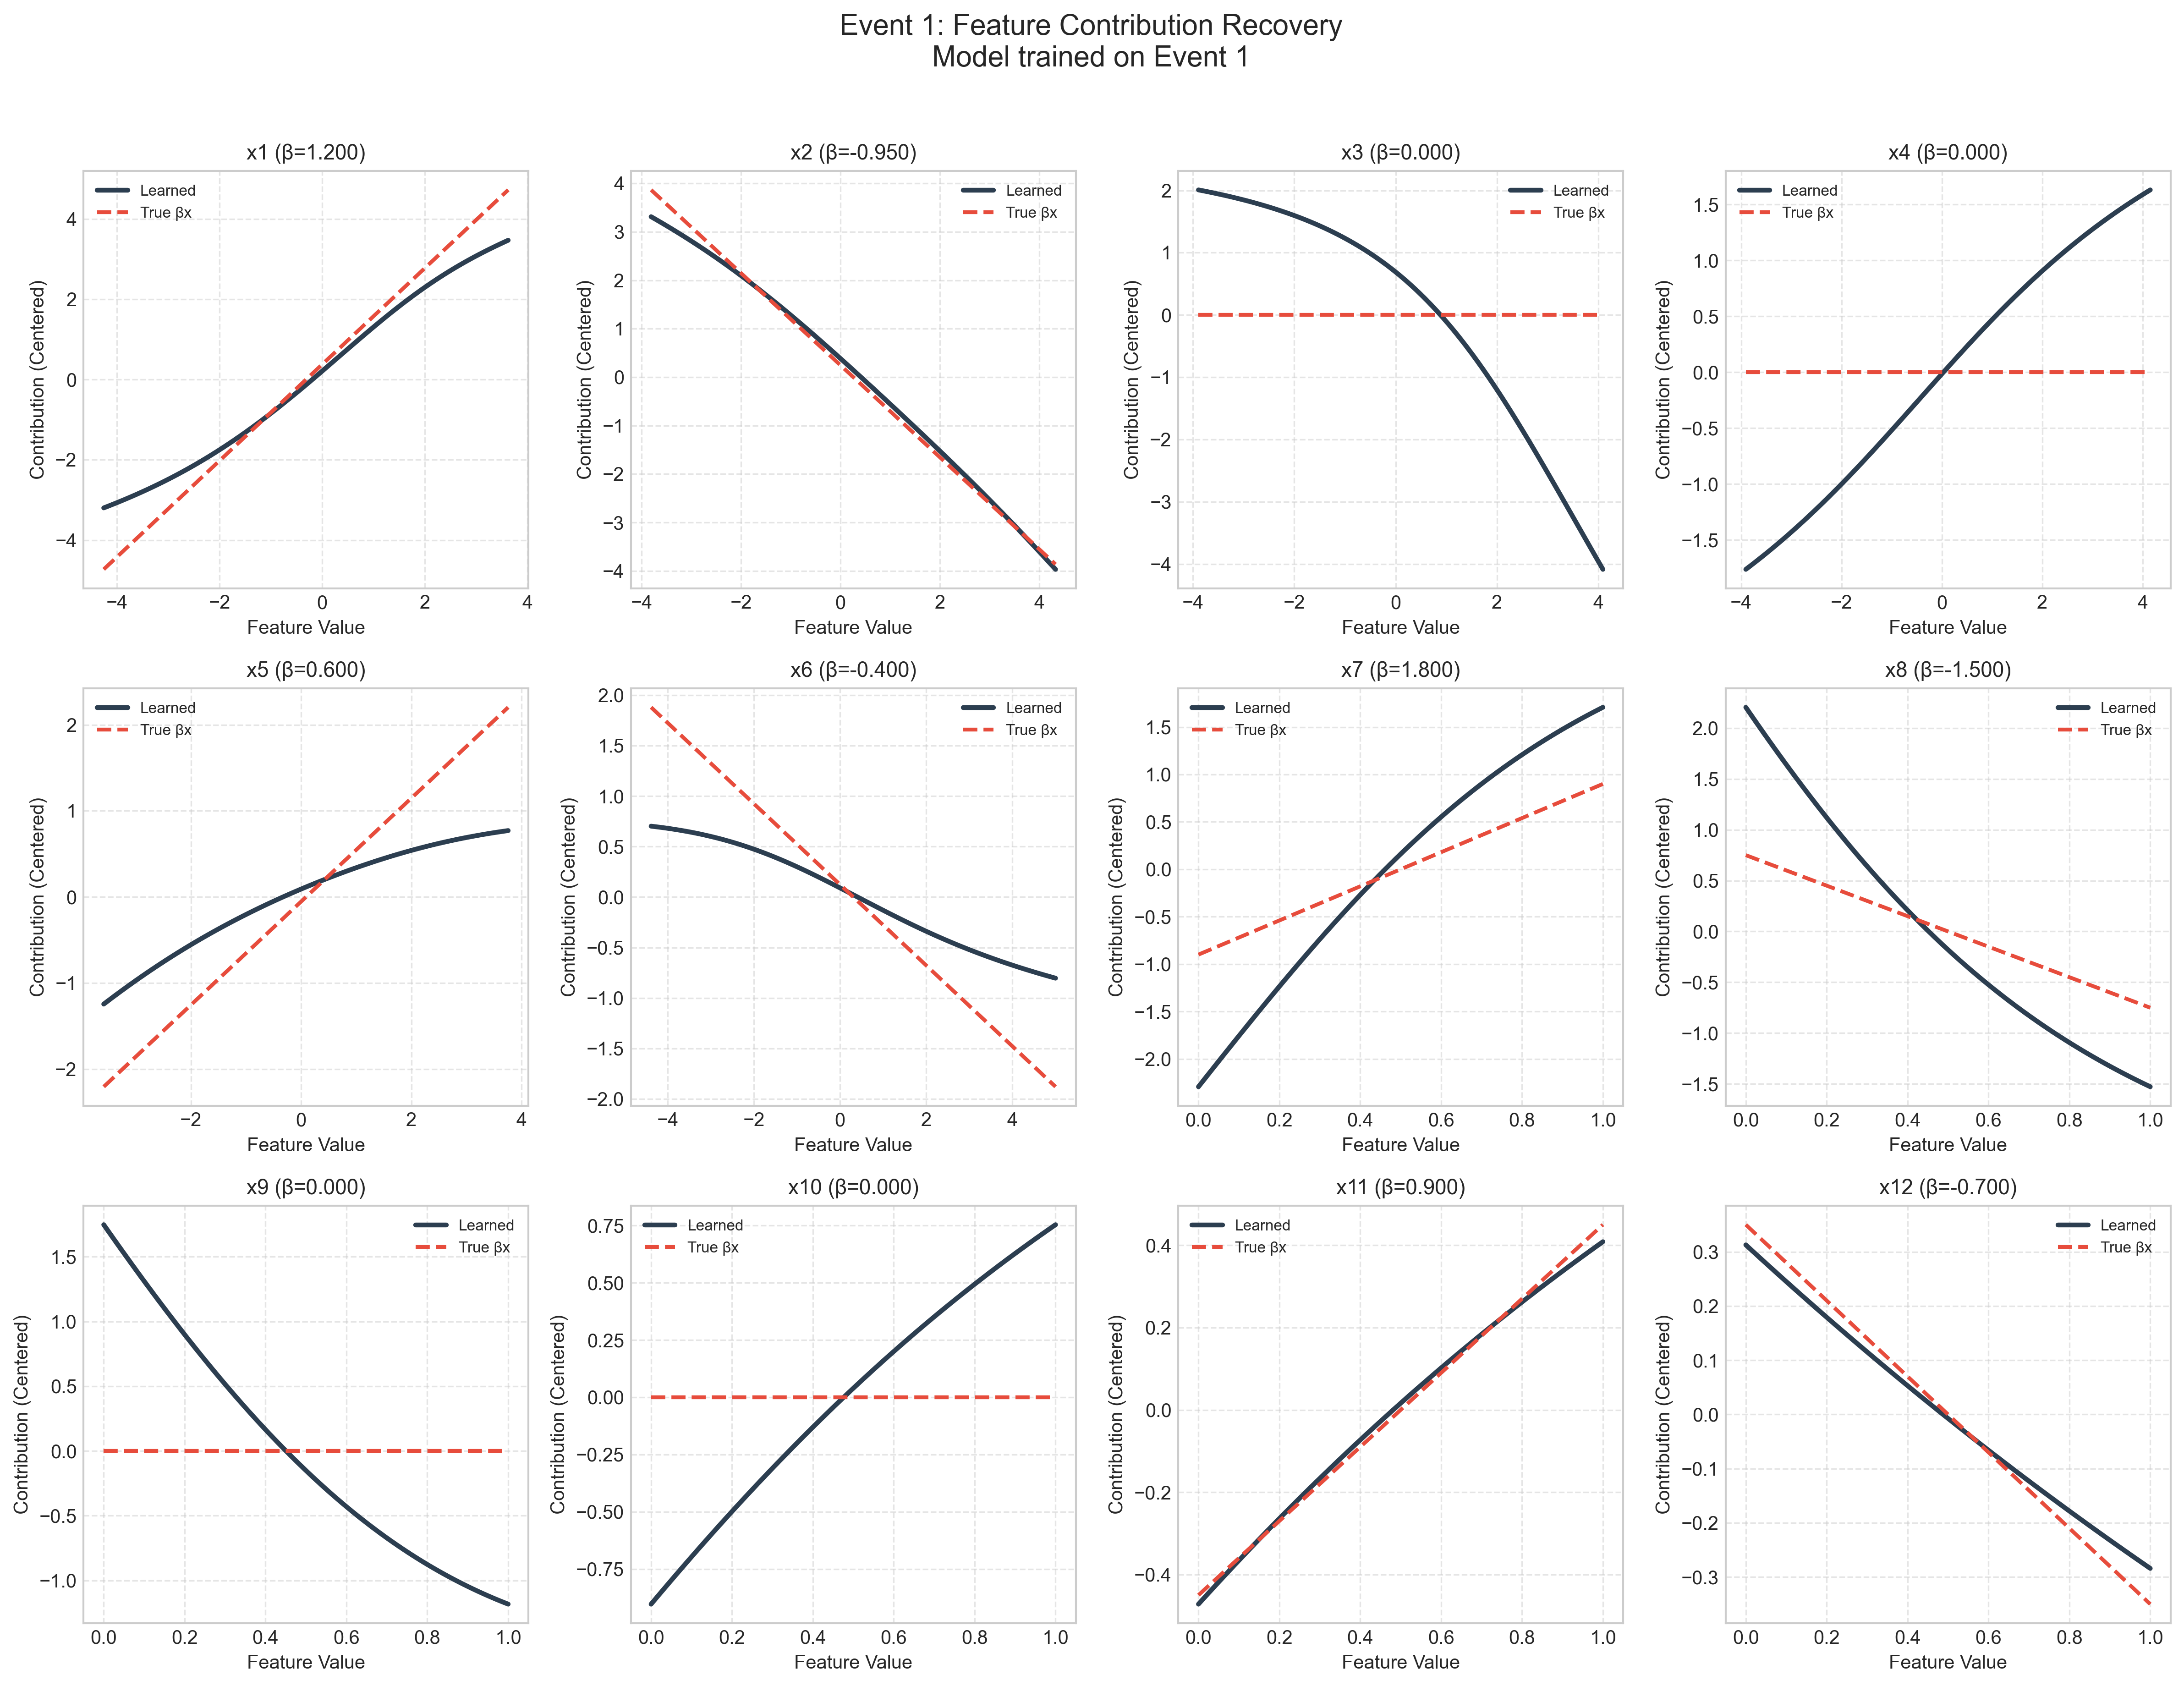 Event 1: Feature Contribution Recovery
Model trained on Event 1
x1 (β=1.200)
Learned
True βx
Contribution (Centered)
4
2
0
−2
−4
−4 −2 0 2 4
Feature Value
x2 (β=-0.950)
Learned
True βx
Contribution (Centered)
4
3
2
1
0
−1
−2
−3
−4
−4 −2 0 2 4
Feature Value
x3 (β=0.000)
Learned
True βx
Contribution (Centered)
2
1
0
−1
−2
−3
−4
−4 −2 0 2 4
Feature Value
x4 (β=0.000)
Learned
True βx
Contribution (Centered)
1.5
1.0
0.5
0.0
−0.5
−1.0
−1.5
−4 −2 0 2 4
Feature Value
x5 (β=0.600)
Learned
True βx
Contribution (Centered)
2
1
0
−1
−2
−2 0 2 4
Feature Value
x6 (β=-0.400)
Learned
True βx
Contribution (Centered)
2.0
1.5
1.0
0.5
0.0
−0.5
−1.0
−1.5
−2.0
−4 −2 0 2 4
Feature Value
x7 (β=1.800)
Learned
True βx
Contribution (Centered)
1.5
1.0
0.5
0.0
−0.5
−1.0
−1.5
−2.0
0.0 0.2 0.4 0.6 0.8 1.0
Feature Value
x8 (β=-1.500)
Learned
True βx
Contribution (Centered)
2.0
1.5
1.0
0.5
0.0
−0.5
−1.0
−1.5
0.0 0.2 0.4 0.6 0.8 1.0
Feature Value
x9 (β=0.000)
Learned
True βx
Contribution (Centered)
1.5
1.0
0.5
0.0
−0.5
−1.0
0.0 0.2 0.4 0.6 0.8 1.0
Feature Value
x10 (β=0.000)
Learned
True βx
Contribution (Centered)
0.75
0.50
0.25
0.00
−0.25
−0.50
−0.75
0.0 0.2 0.4 0.6 0.8 1.0
Feature Value
x11 (β=0.900)
Learned
True βx
Contribution (Centered)
0.4
0.2
0.0
−0.2
−0.4
0.0 0.2 0.4 0.6 0.8 1.0
Feature Value
x12 (β=-0.700)
Learned
True βx
Contribution (Centered)
0.3
0.2
0.1
0.0
−0.1
−0.2
−0.3
0.0 0.2 0.4 0.6 0.8 1.0
Feature Value